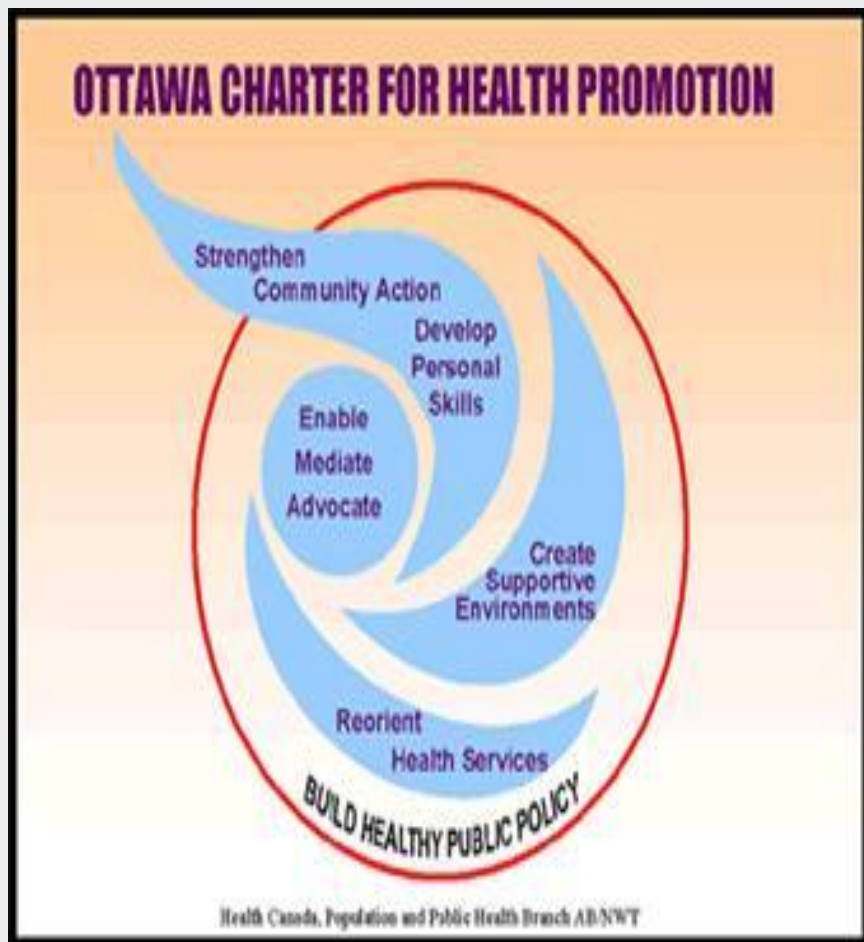 OTTAWA CHARTER FOR HEALTH PROMOTION
Strengthen
Community Action
Develop
Personal
Skills
Enable
Mediate
Advocate
Create
Supportive
Environments
Reorient
Health Services
BUILD HEALTHY PUBLIC POLICY
Health Canada, Population and Public Health Branch AB/NWT